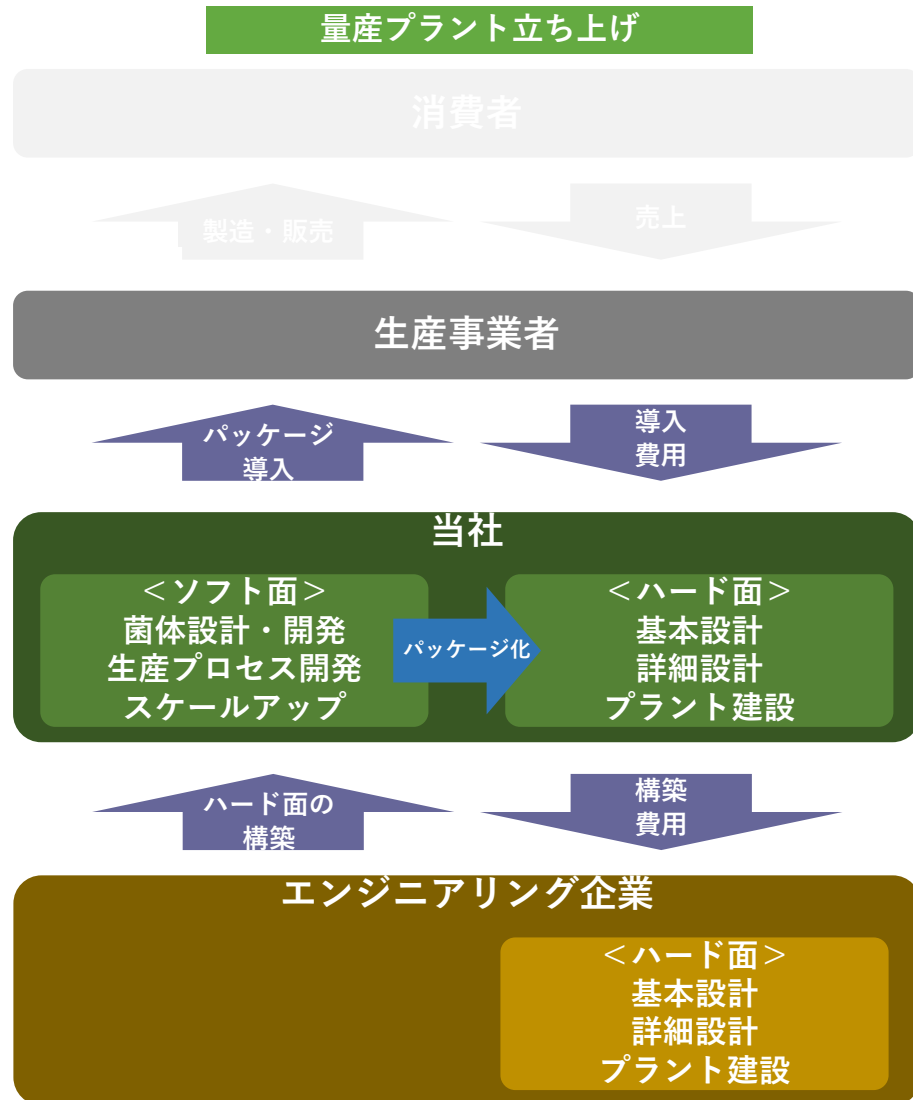 量産プラント立ち上げ
消費者
製造・販売
売上
生産事業者
パッケージ
導入
導入
費用
当社
＜ソフト面＞
菌体設計・開発
生産プロセス開発
スケールアップ
パッケージ化
＜ハード面＞
基本設計
詳細設計
プラント建設
ハード面の
構築
構築
費用
エンジニアリング企業
＜ハード面＞
基本設計
詳細設計
プラント建設